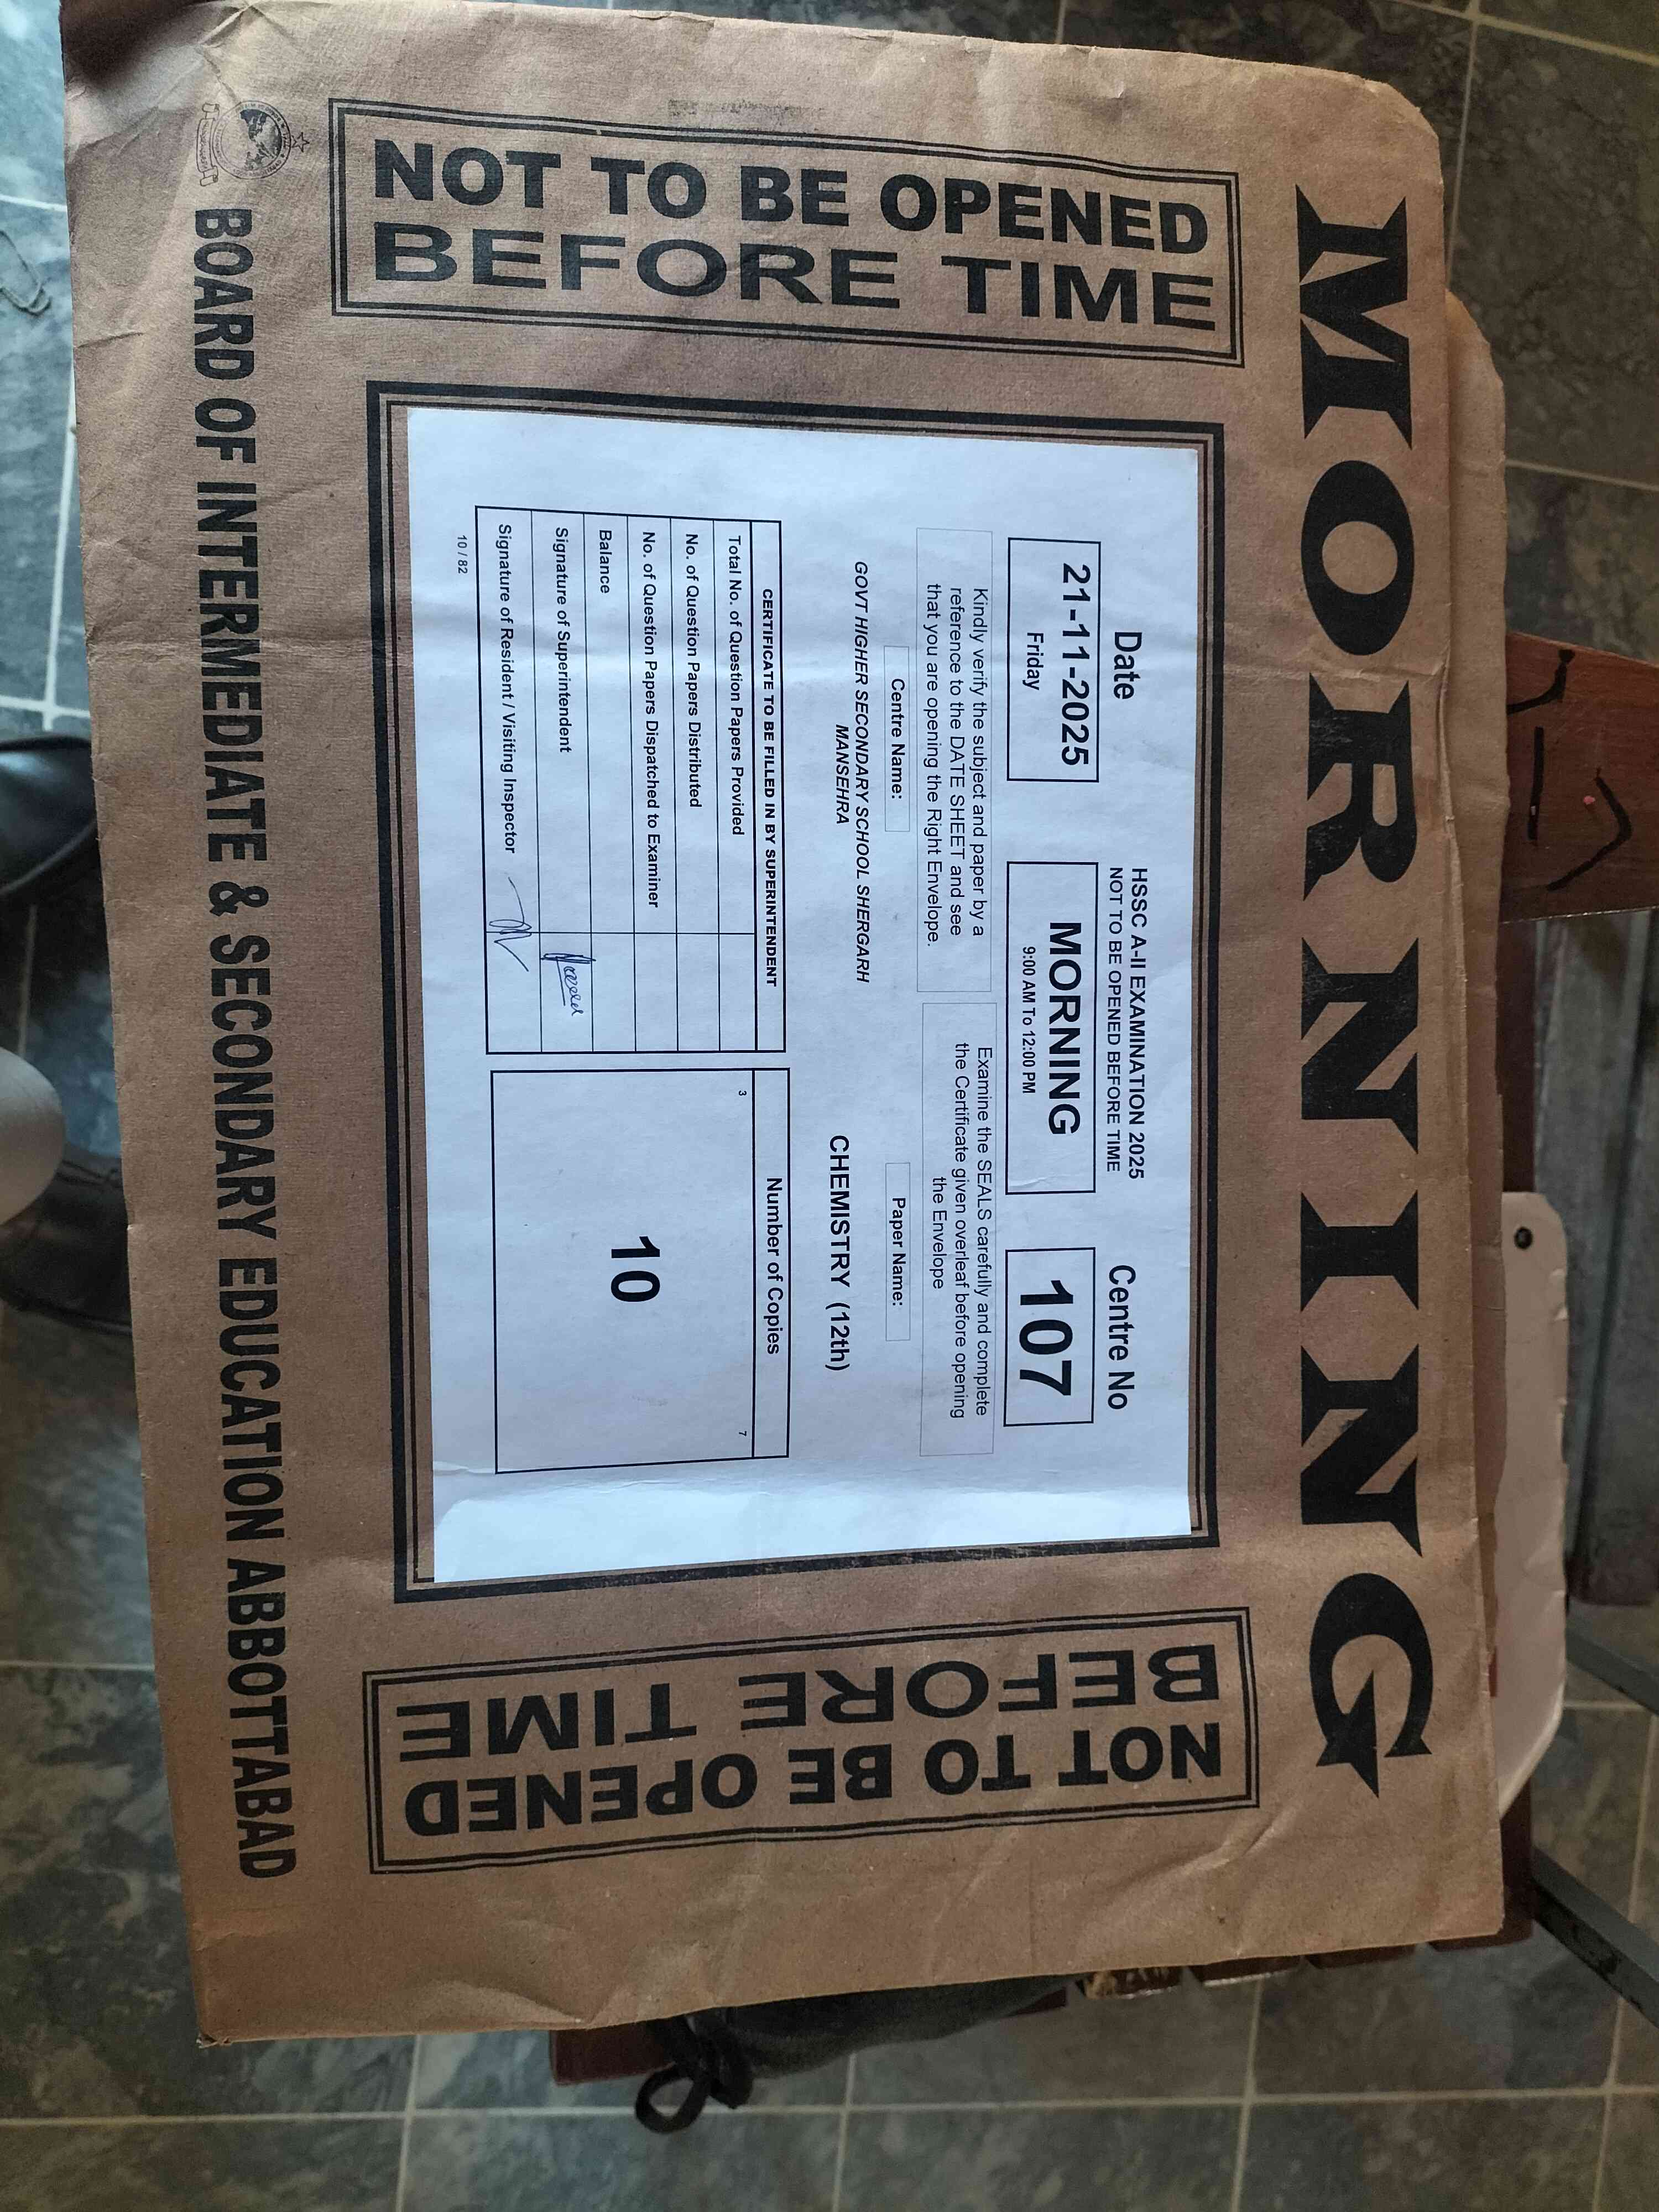 MORNING
NOT TO BE OPENED
BEFORE TIME
Date
21-11-2025
Friday
HSSC A-II EXAMINATION 2025
NOT TO BE OPENED BEFORE TIME
MORNING
9:00 AM To 12:00 PM
Centre No
107
Kindly verify the subject and paper by a
reference to the DATE SHEET and see
that you are opening the Right Envelope.
Examine the SEALS carefully and complete
the Certificate given overleaf before opening
the Envelope
Centre Name:
GOVT HIGHER SECONDARY SCHOOL SHERGARH
MANSEHRA
Paper Name:
CHEMISTRY (12th)
CERTIFICATE TO BE FILLED IN BY SUPERINTENDENT
Total No. of Question Papers Provided
No. of Question Papers Distributed
No. of Question Papers Dispatched to Examiner
Balance
Signature of Superintendent
Signature of Resident / Visiting Inspector
Number of Copies
3
7
10
10 / 82
NOT TO BE OPENED
BEFORE TIME
BOARD OF INTERMEDIATE & SECONDARY EDUCATION ABBOTTABAD